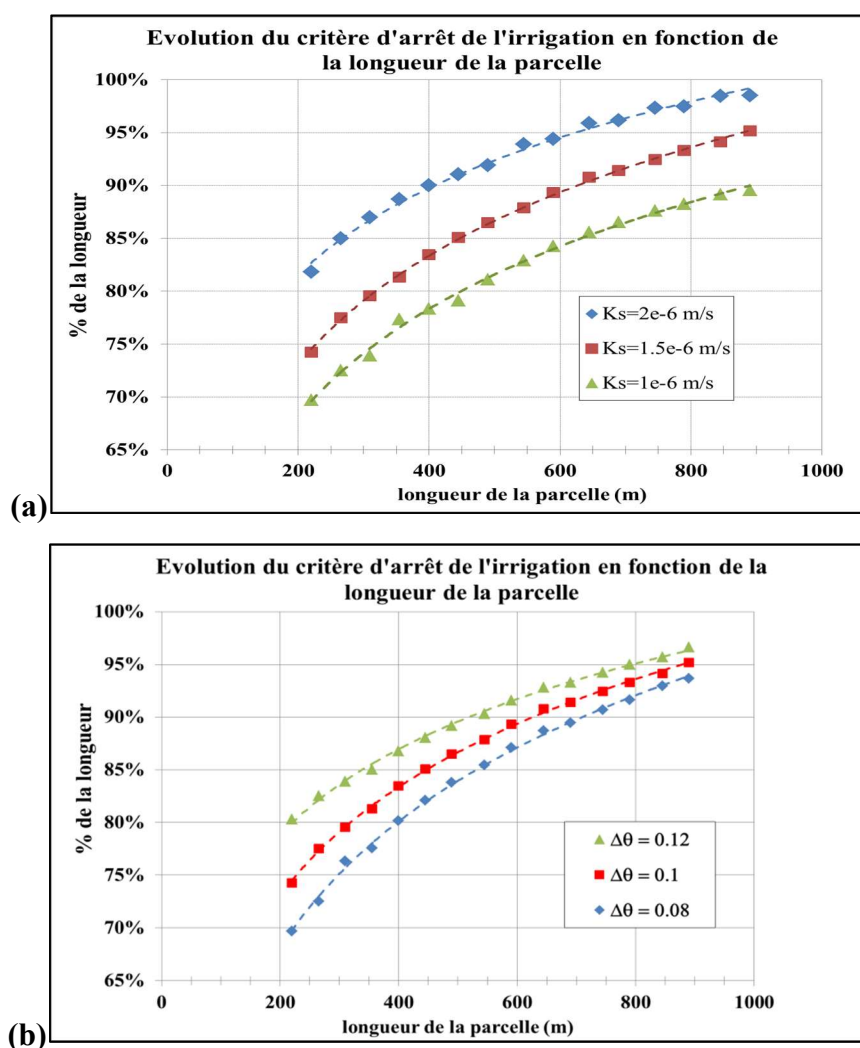 Evolution du critère d'arrêt de l'irrigation en fonction de
la longueur de la parcelle
100%
95%
90%
85%
80%
75%
70%
65%
% de la longueur
Ks=2e-6 m/s
Ks=1.5e-6 m/s
Ks=1e-6 m/s
0
200
400
600
800
1000
longueur de la parcelle (m)
(a)
Evolution du critère d'arrêt de l'irrigation en fonction de la
longueur de la parcelle
100%
95%
90%
85%
80%
75%
70%
65%
% de la longueur
Δθ = 0.12
Δθ = 0.1
Δθ = 0.08
0
200
400
600
800
1000
longueur de la parcelle (m)
(b)